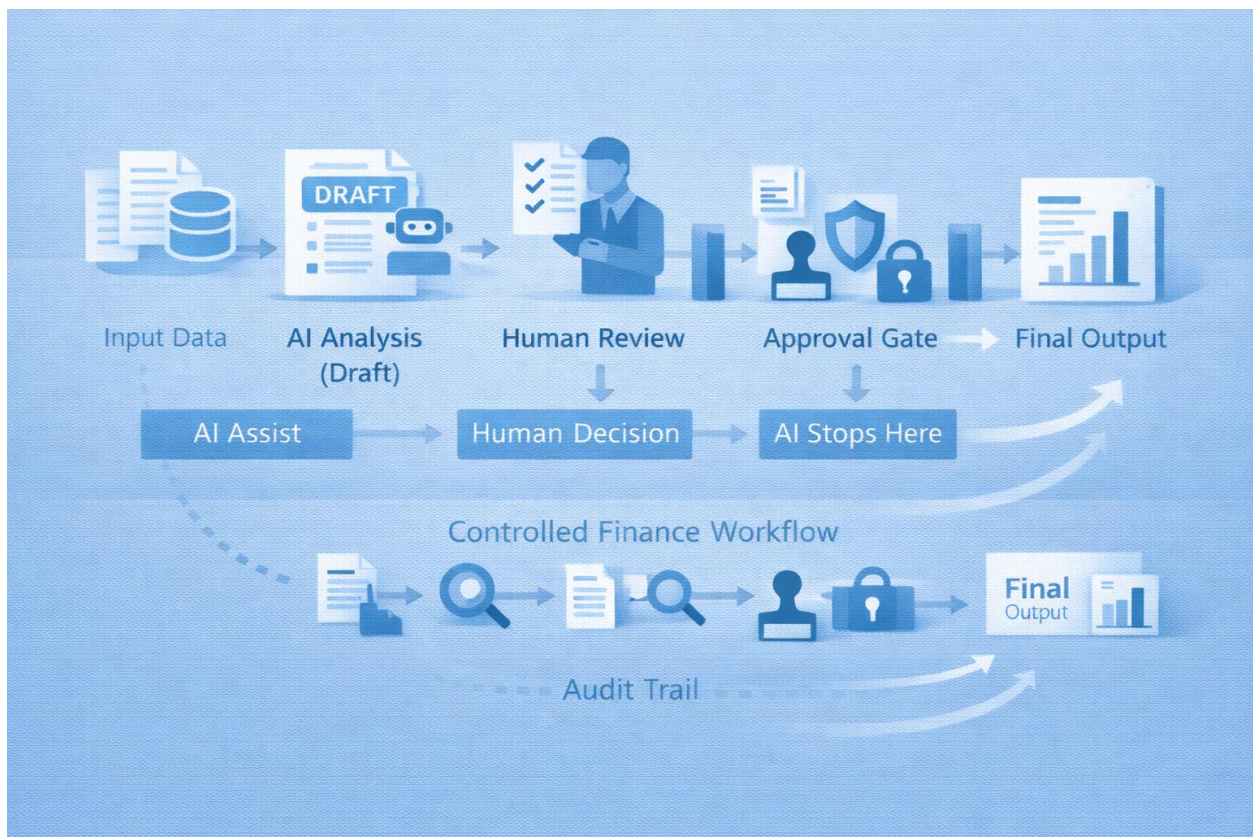 DRAFT
Input Data
AI Analysis
(Draft)
Human Review
Approval Gate
Final Output
AI Assist
Human Decision
AI Stops Here
Controlled Finance Workflow
Final
Output
Audit Trail